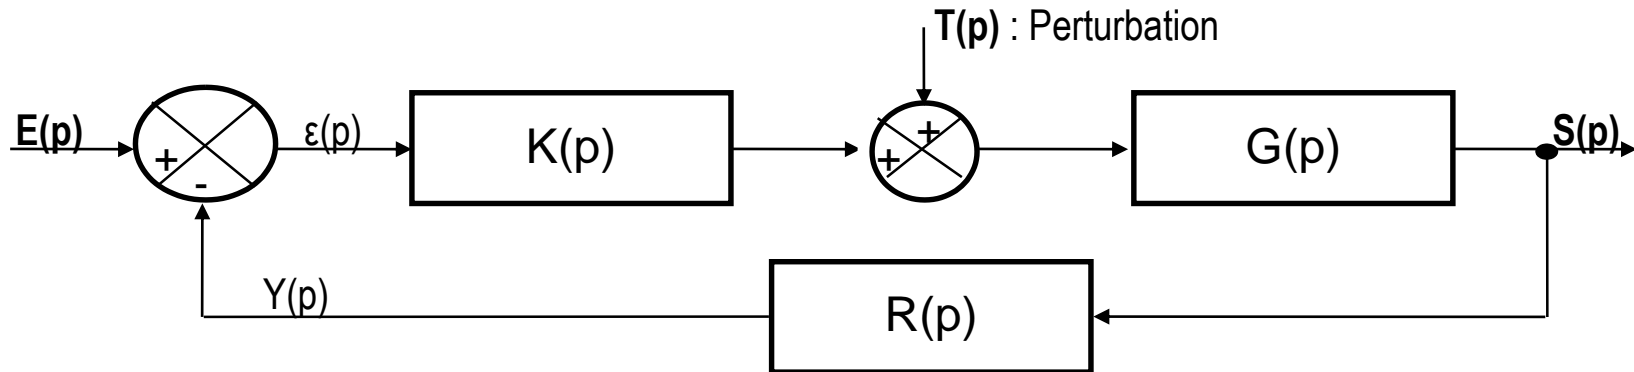 T(p) : Perturbation
E(p)
+
-
ε(p)
K(p)
+
+
G(p)
S(p)
Y(p)
R(p)